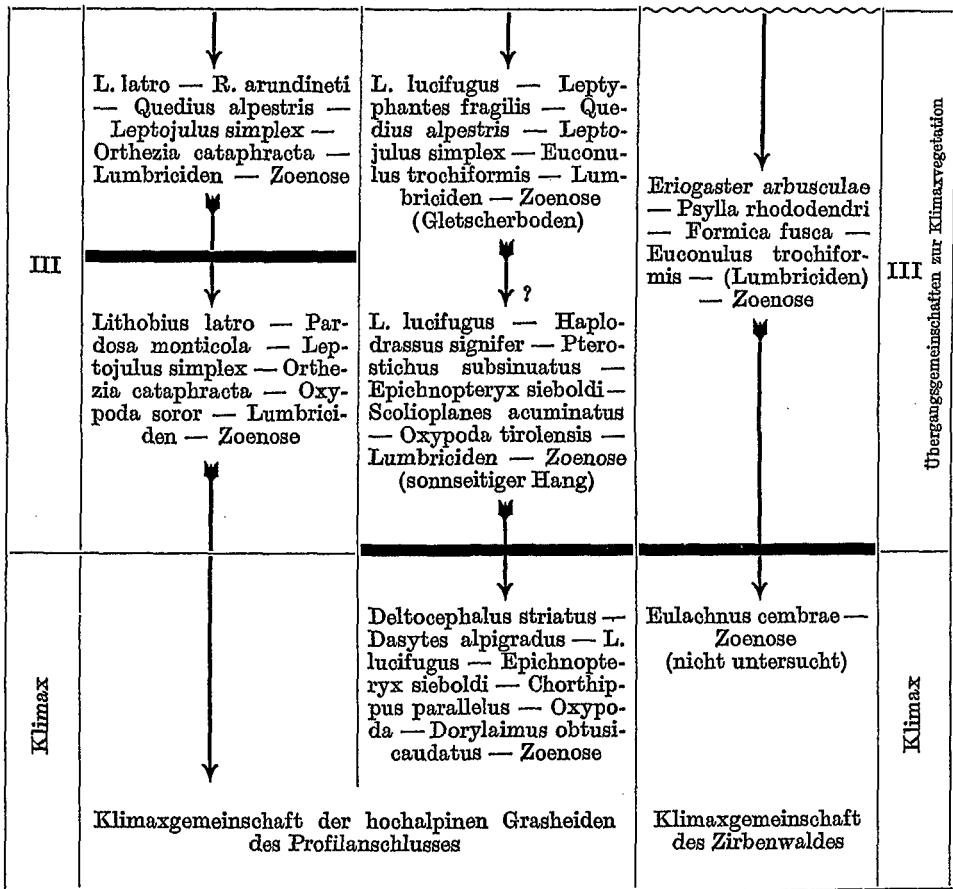 III
Klimax
L. latro — R. arundineti
— Quedius alpestris —
Leptojulus simplex —
Orthezia cataphracta —
Lumbriciden — Zoenose
Lithobius latro — Par-
dosa monticola — Lep-
tojulus simplex — Orthe-
zia cataphracta — Oxy-
poda soror — Lumbrici-
den — Zoenose
L. lucifugus — Lepty-
phantes fragilis — Que-
dius alpestris — Lepto-
julus simplex — Euconu-
lus trochiformis — Lum-
briciden — Zoenose
(Gletscherboden)
?
L. lucifugus — Haplo-
drassus signifer — Ptero-
stichus subsinuatus —
Epichnopteryx sieboldi —
Scolioplanes acuminatus
— Oxypoda tirolensis —
Lumbriciden — Zoenose
(sonnseitiger Hang)
Deltocephalus striatus —
Dasytes alpigradus — L.
lucifugus — Epichnopte-
ryx sieboldi — Chorthip-
pus parallelus — Oxypo-
da — Dorylaimus obtusi-
caudatus — Zoenose
Klimaxgemeinschaft der hochalpinen Grasheiden
des Profilanschlusses
Eriogaster arbusculae
— Psylla rhododendri
— Formica fusca —
Euconulus trochifor-
mis — (Lumbriciden)
— Zoenose
Eulachnus cembrae —
Zoenose
(nicht untersucht)
Klimaxgemeinschaft
des Zirbenwaldes
III
Übergangsgemeinschaften zur Klimaxvegetation
Klimax